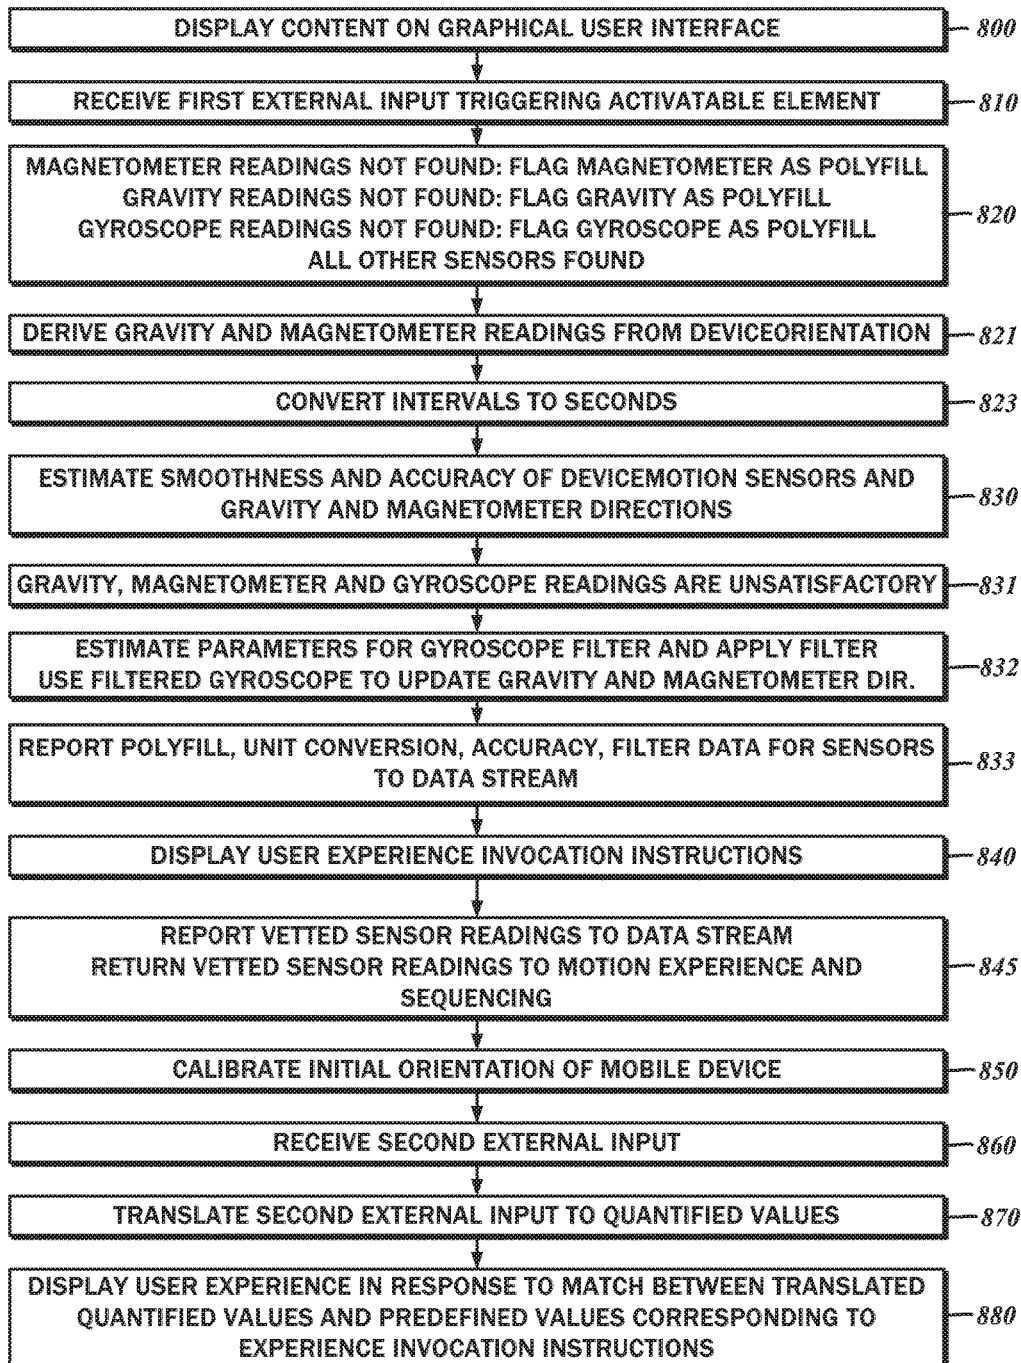 DISPLAY CONTENT ON GRAPHICAL USER INTERFACE
800
RECEIVE FIRST EXTERNAL INPUT TRIGGERING ACTIVATABLE ELEMENT
810
MAGNETOMETER READINGS NOT FOUND: FLAG MAGNETOMETER AS POLYFILL
GRAVITY READINGS NOT FOUND: FLAG GRAVITY AS POLYFILL
GYROSCOPE READINGS NOT FOUND: FLAG GYROSCOPE AS POLYFILL
ALL OTHER SENSORS FOUND
820
DERIVE GRAVITY AND MAGNETOMETER READINGS FROM DEVICEORIENTATION
821
CONVERT INTERVALS TO SECONDS
823
ESTIMATE SMOOTHNESS AND ACCURACY OF DEVICEMOTION SENSORS AND
GRAVITY AND MAGNETOMETER DIRECTIONS
830
GRAVITY, MAGNETOMETER AND GYROSCOPE READINGS ARE UNSATISFACTORY
831
ESTIMATE PARAMETERS FOR GYROSCOPE FILTER AND APPLY FILTER
USE FILTERED GYROSCOPE TO UPDATE GRAVITY AND MAGNETOMETER DIR.
832
REPORT POLYFILL, UNIT CONVERSION, ACCURACY, FILTER DATA FOR SENSORS
TO DATA STREAM
833
DISPLAY USER EXPERIENCE INVOCATION INSTRUCTIONS
840
REPORT VETTED SENSOR READINGS TO DATA STREAM
RETURN VETTED SENSOR READINGS TO MOTION EXPERIENCE AND
SEQUENCING
845
CALIBRATE INITIAL ORIENTATION OF MOBILE DEVICE
850
RECEIVE SECOND EXTERNAL INPUT
860
TRANSLATE SECOND EXTERNAL INPUT TO QUANTIFIED VALUES
870
DISPLAY USER EXPERIENCE IN RESPONSE TO MATCH BETWEEN TRANSLATED
QUANTIFIED VALUES AND PREDEFINED VALUES CORRESPONDING TO
EXPERIENCE INVOCATION INSTRUCTIONS
880